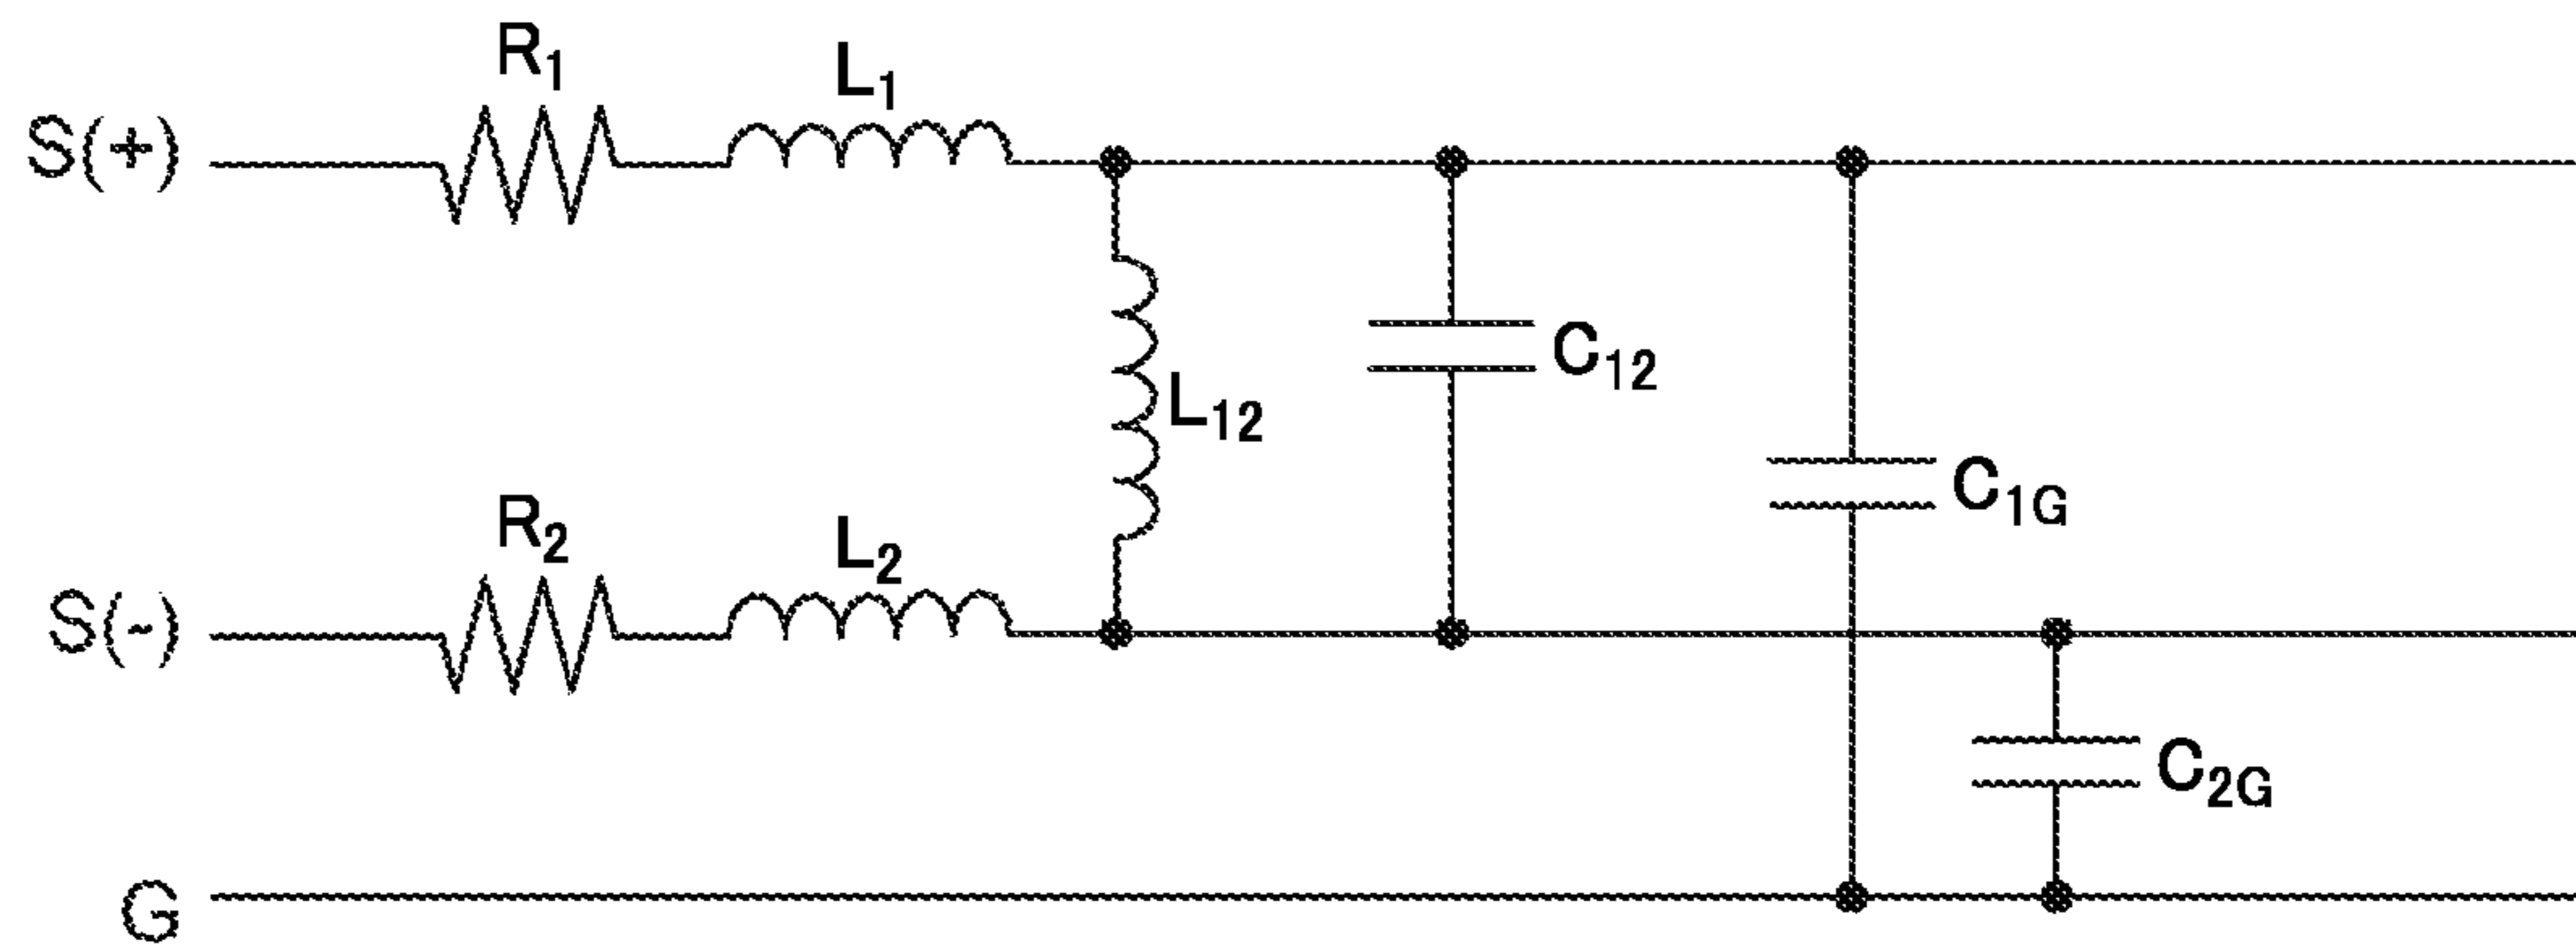 R₁
L₁
S(+)
C₁₂
L₁₂
C₁G
R₂
L₂
S(-)
C₂G
G